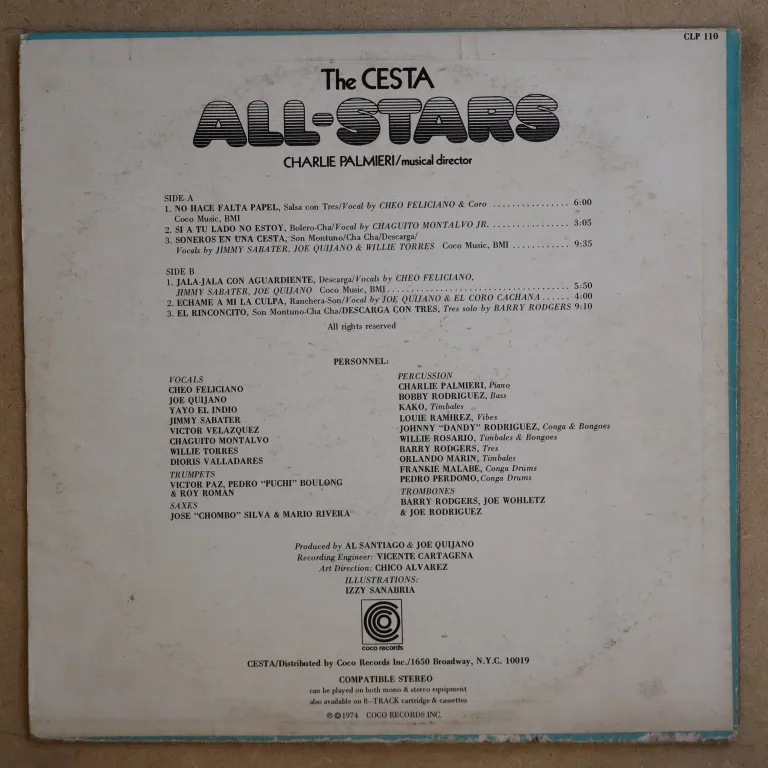 CLP 110
The CESTA
ALL-STARS
CHARLIE PALMIERI/musical director
SIDE A
1. NO HACE FALTA PAPEL, Salsa con Tres/Vocal by CHEO FELICIANO & Coro ................ 6:00
Coco Music, BMI
2. SI A TU LADO NO ESTOY, Bolero-Cha/Vocal by CHAGUITO MONTALVO JR. ................ 3:05
3. SONEROS EN UNA CESTA, Son Montuno/Cha Cha/Descarga/
Vocals by JIMMY SABATER, JOE QUIJANO & WILLIE TORRES Coco Music, BMI ............ 9:35
SIDE B
1. JALA-JALA CON AGUARDIENTE, Descarga/Vocals by CHEO FELICIANO,
JIMMY SABATER, JOE QUIJANO Coco Music, BMI...................................... 5:50
2. ECHAME A MI LA CULPA, Ranchera-Son/Vocal by JOE QUIJANO & EL CORO CACHANA ...... 4:00
3. EL RINCONCITO, Son Montuno-Cha Cha/DESCARGA CON TRES, Tres solo by BARRY RODGERS 9:10
All rights reserved
PERSONNEL:
VOCALS
CHEO FELICIANO
JOE QUIJANO
YAYO EL INDIO
JIMMY SABATER
VICTOR VELAZQUEZ
CHAGUITO MONTALVO
WILLIE TORRES
DIORIS VALLADARES
TRUMPETS
VICTOR PAZ, PEDRO "PUCHI" BOULONG
& ROY ROMAN
SAXES
JOSE "CHOMBO" SILVA & MARIO RIVERA
PERCUSSION
CHARLIE PALMIERI, Piano
BOBBY RODRIGUEZ, Bass
KAKO, Timbales
LOUIE RAMIREZ, Vibes
JOHNNY "DANDY" RODRIGUEZ, Conga & Bongoes
WILLIE ROSARIO, Timbales & Bongoes
BARRY RODGERS, Tres
ORLANDO MARIN, Timbales
FRANKIE MALABE, Conga Drums
PEDRO PERDOMO, Conga Drums
TROMBONES
BARRY RODGERS, JOE WOHLETZ
& JOE RODRIGUEZ
Produced by AL SANTIAGO & JOE QUIJANO
Recording Engineer: VICENTE CARTAGENA
Art Direction: CHICO ALVAREZ
ILLUSTRATIONS:
IZZY SANABRIA
coco records
CESTA/Distributed by Coco Records Inc./1650 Broadway, N.Y.C. 10019
COMPATIBLE STEREO
can be played on both mono & stereo equipment
also available on 8-TRACK cartridge & cassettes
℗©1974 COCO RECORDS INC.